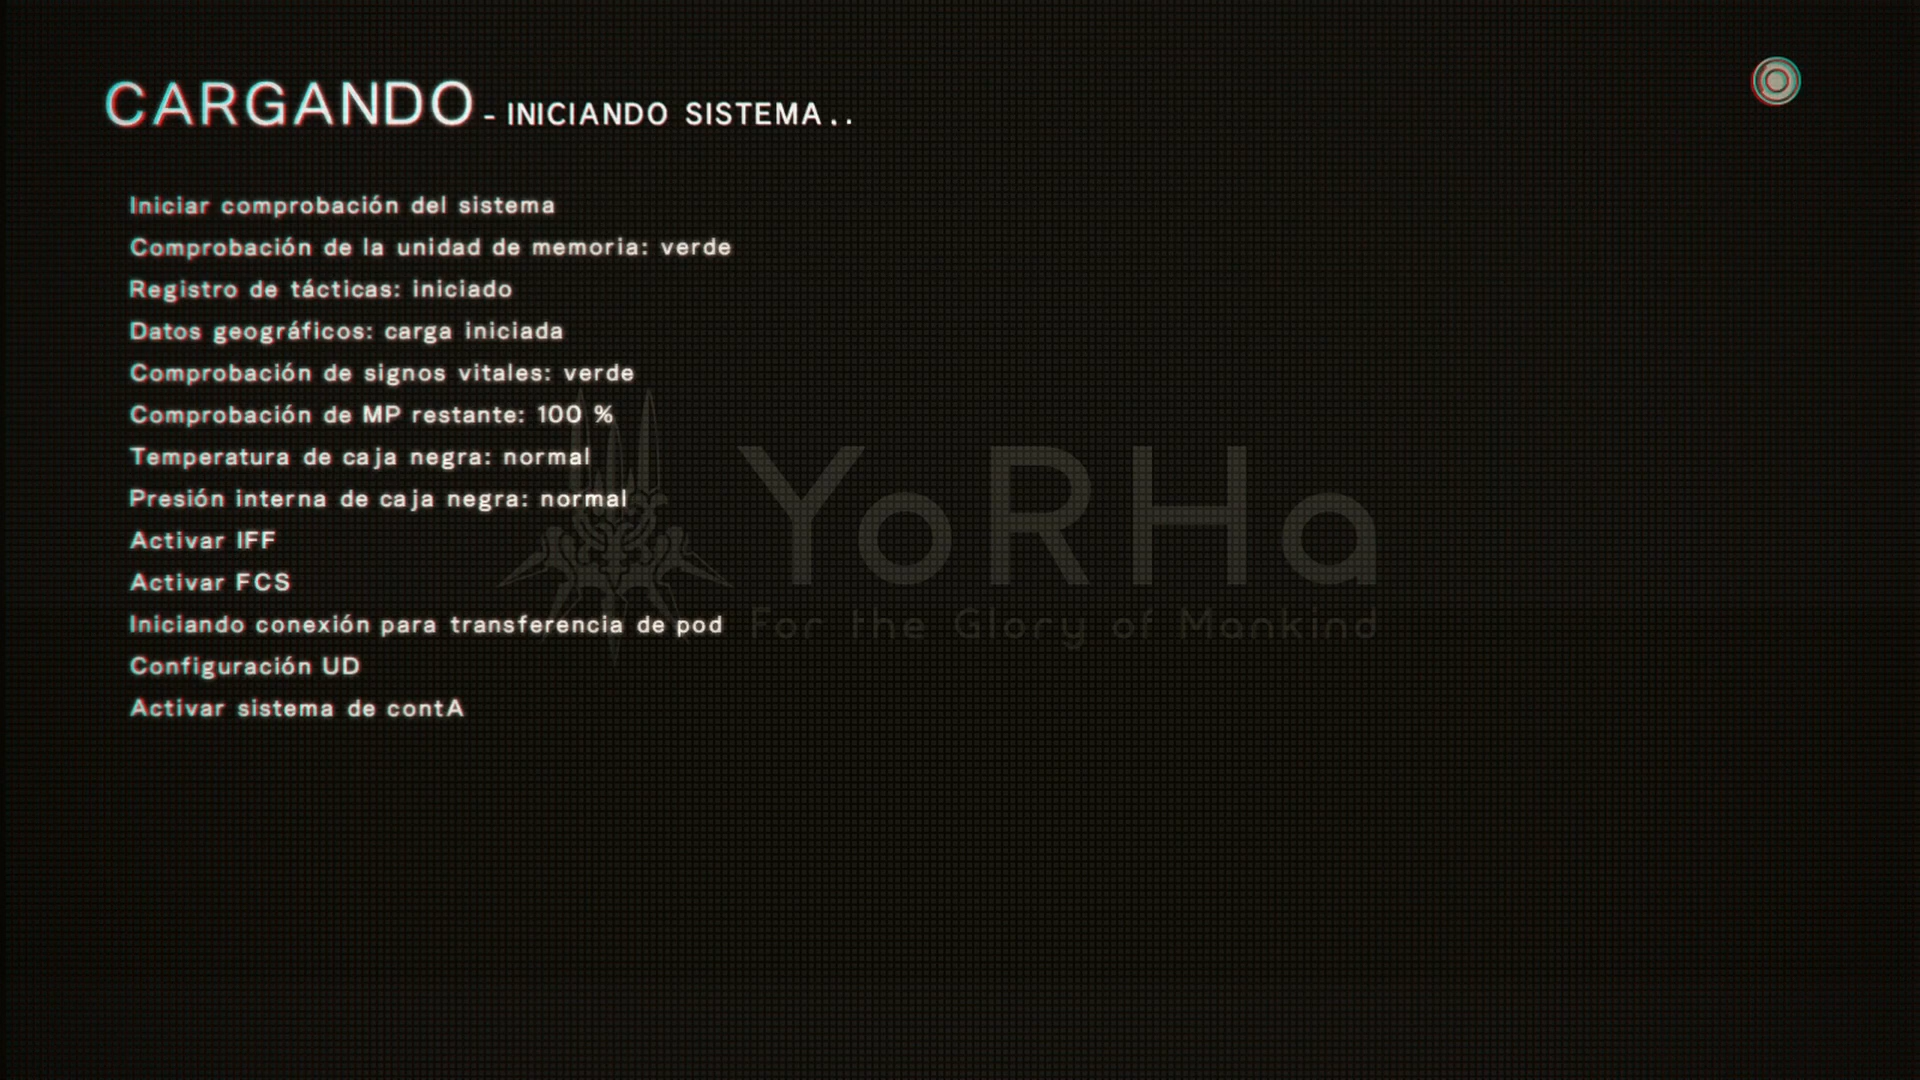 CARGANDO - INICIANDO SISTEMA..
Iniciar comprobación del sistema
Comprobación de la unidad de memoria: verde
Registro de tácticas: iniciado
Datos geográficos: carga iniciada
Comprobación de signos vitales: verde
Comprobación de MP restante: 100 %
Temperatura de caja negra: normal
Presión interna de caja negra: normal
Activar IFF
Activar FCS
Iniciando conexión para transferencia de pod
Configuración UD
Activar sistema de contA
YoRHa
For the Glory of Mankind